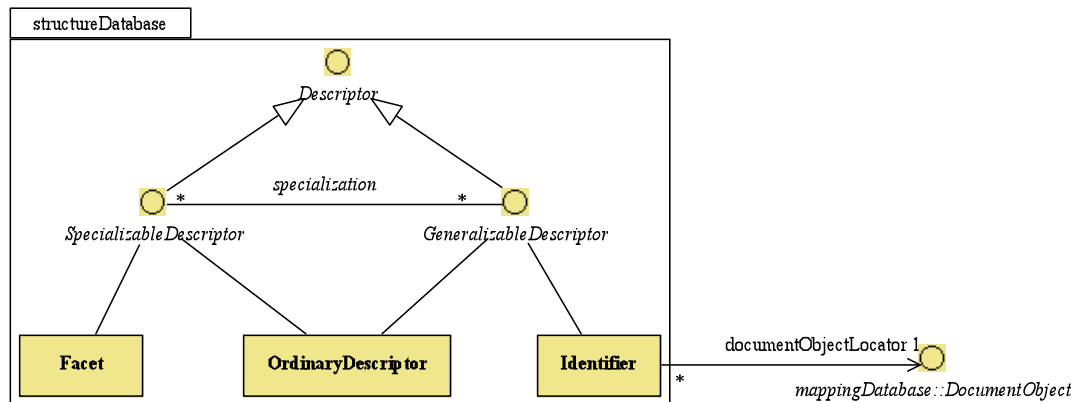 structureDatabase
Descriptor
* specialization *
SpecializableDescriptor GeneralizableDescriptor
Facet OrdinaryDescriptor Identifier
documentObjectLocator 1
*
mappingDatabase::DocumentObject